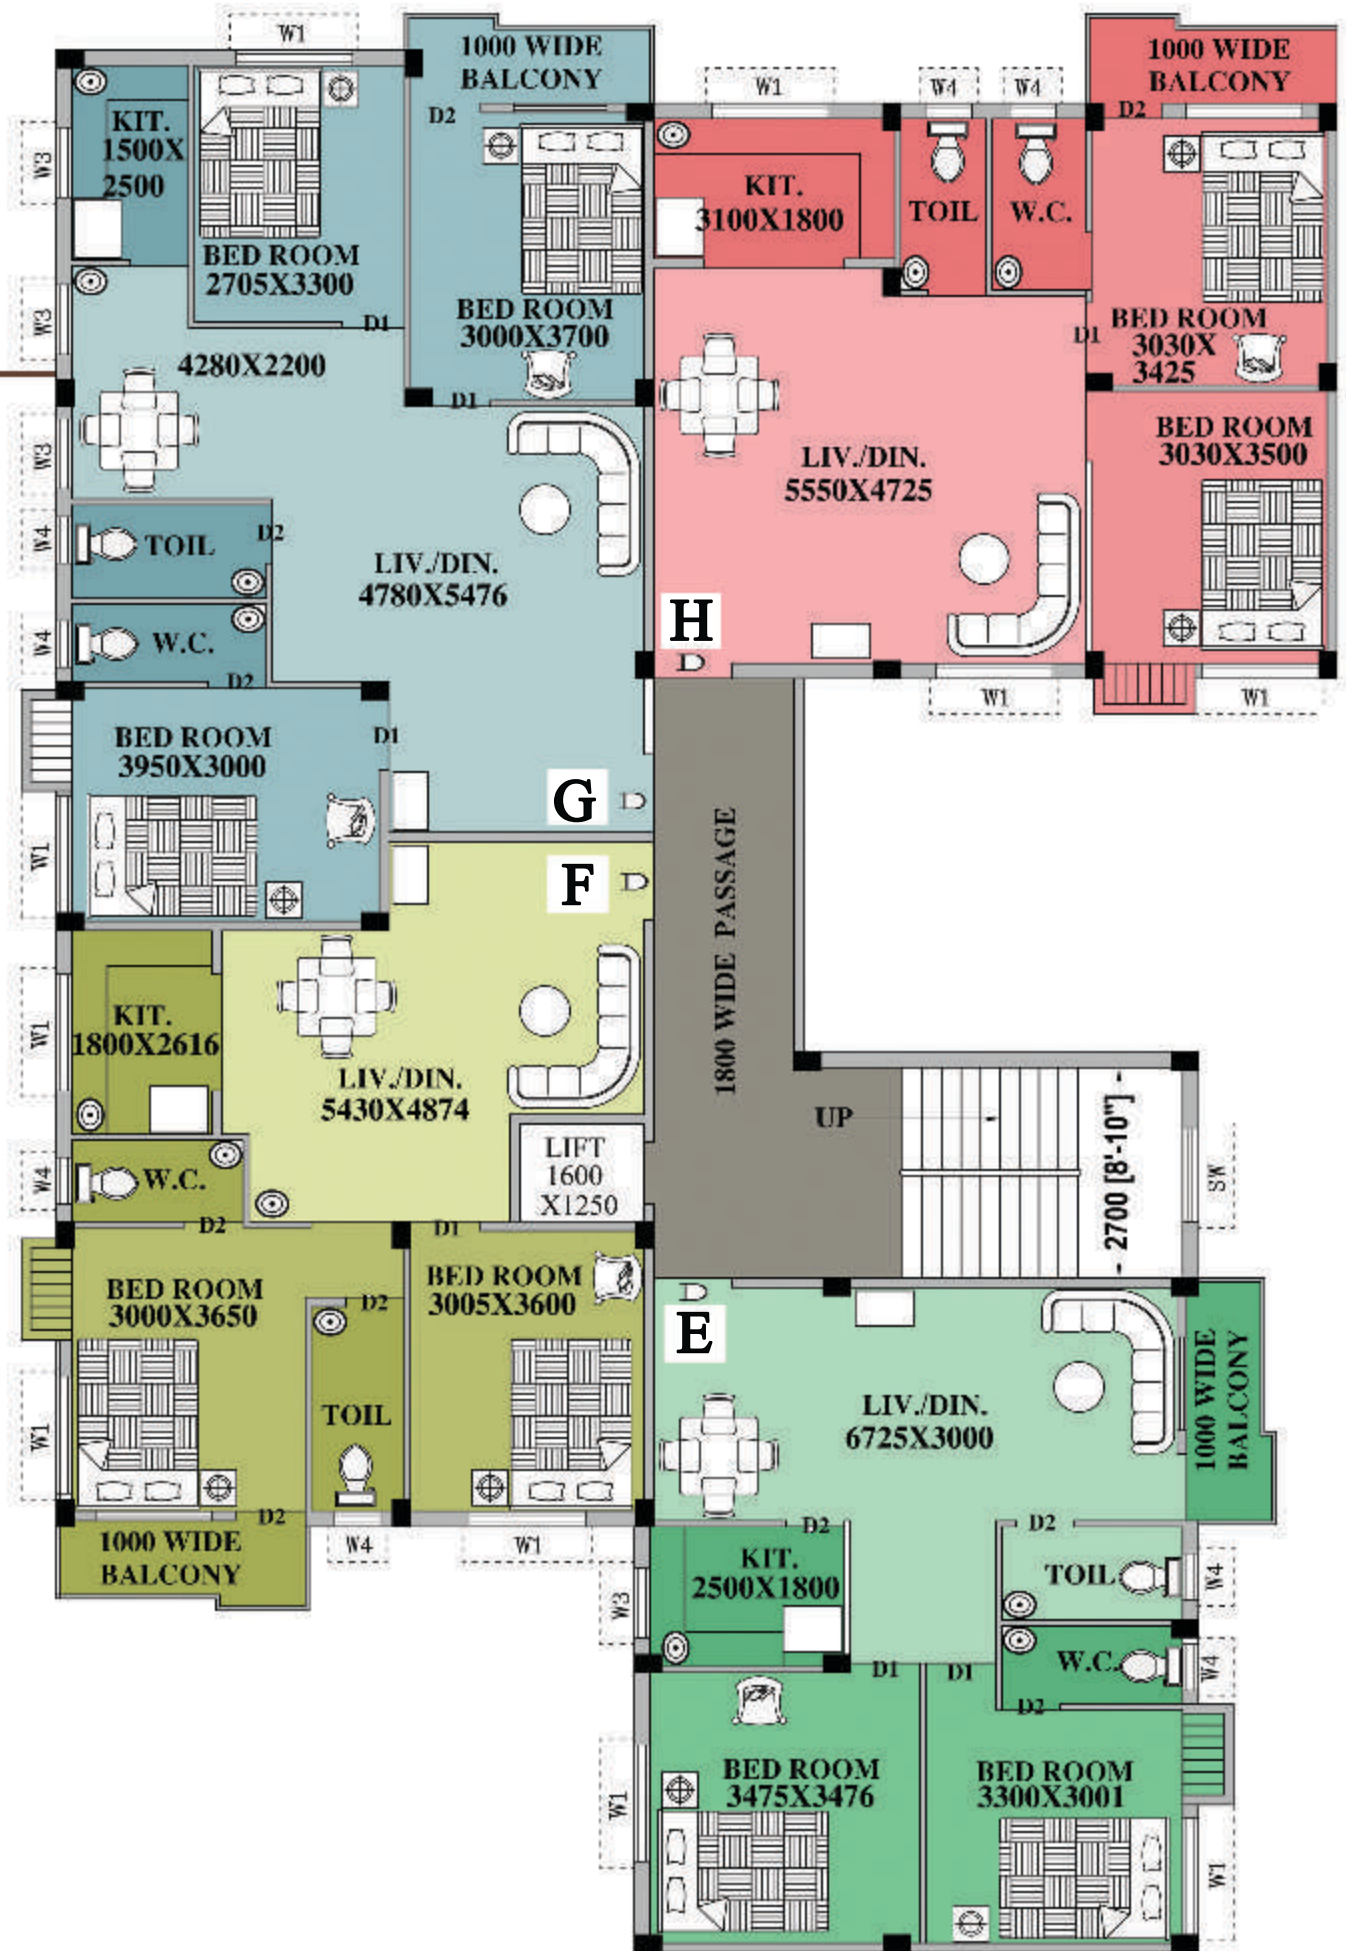 W1
1000 WIDE
BALCONY
D2
KIT.
1500X
2500
W3
BED ROOM
2705X3300
D1
BED ROOM
3000X3700
D1
W3
4280X2200
W3
W4
TOIL
D2
LIV./DIN.
4780X5476
W4
W.C.
D2
BED ROOM
3950X3000
D1
W1
G
W1
W4
W4
1000 WIDE
BALCONY
D2
KIT.
3100X1800
TOIL
W.C.
D1
BED ROOM
3030X
3425
BED ROOM
3030X3500
LIV./DIN.
5550X4725
H
W1
W1
F
1800 WIDE PASSAGE
W1
KIT.
1800X2616
LIV./DIN.
5430X4874
UP
2700 [8'-10"]
SW
LIFT
1600
X1250
W4
W.C.
D2
D1
BED ROOM
3000X3650
D2
BED ROOM
3005X3600
TOIL
W1
D2
1000 WIDE
BALCONY
W4
W1
E
LIV./DIN.
6725X3000
1000 WIDE
BALCONY
D2
D2
KIT.
2500X1800
W3
TOIL
W4
W.C.
W4
D1
D1
D2
BED ROOM
3475X3476
BED ROOM
3300X3001
W1
W1